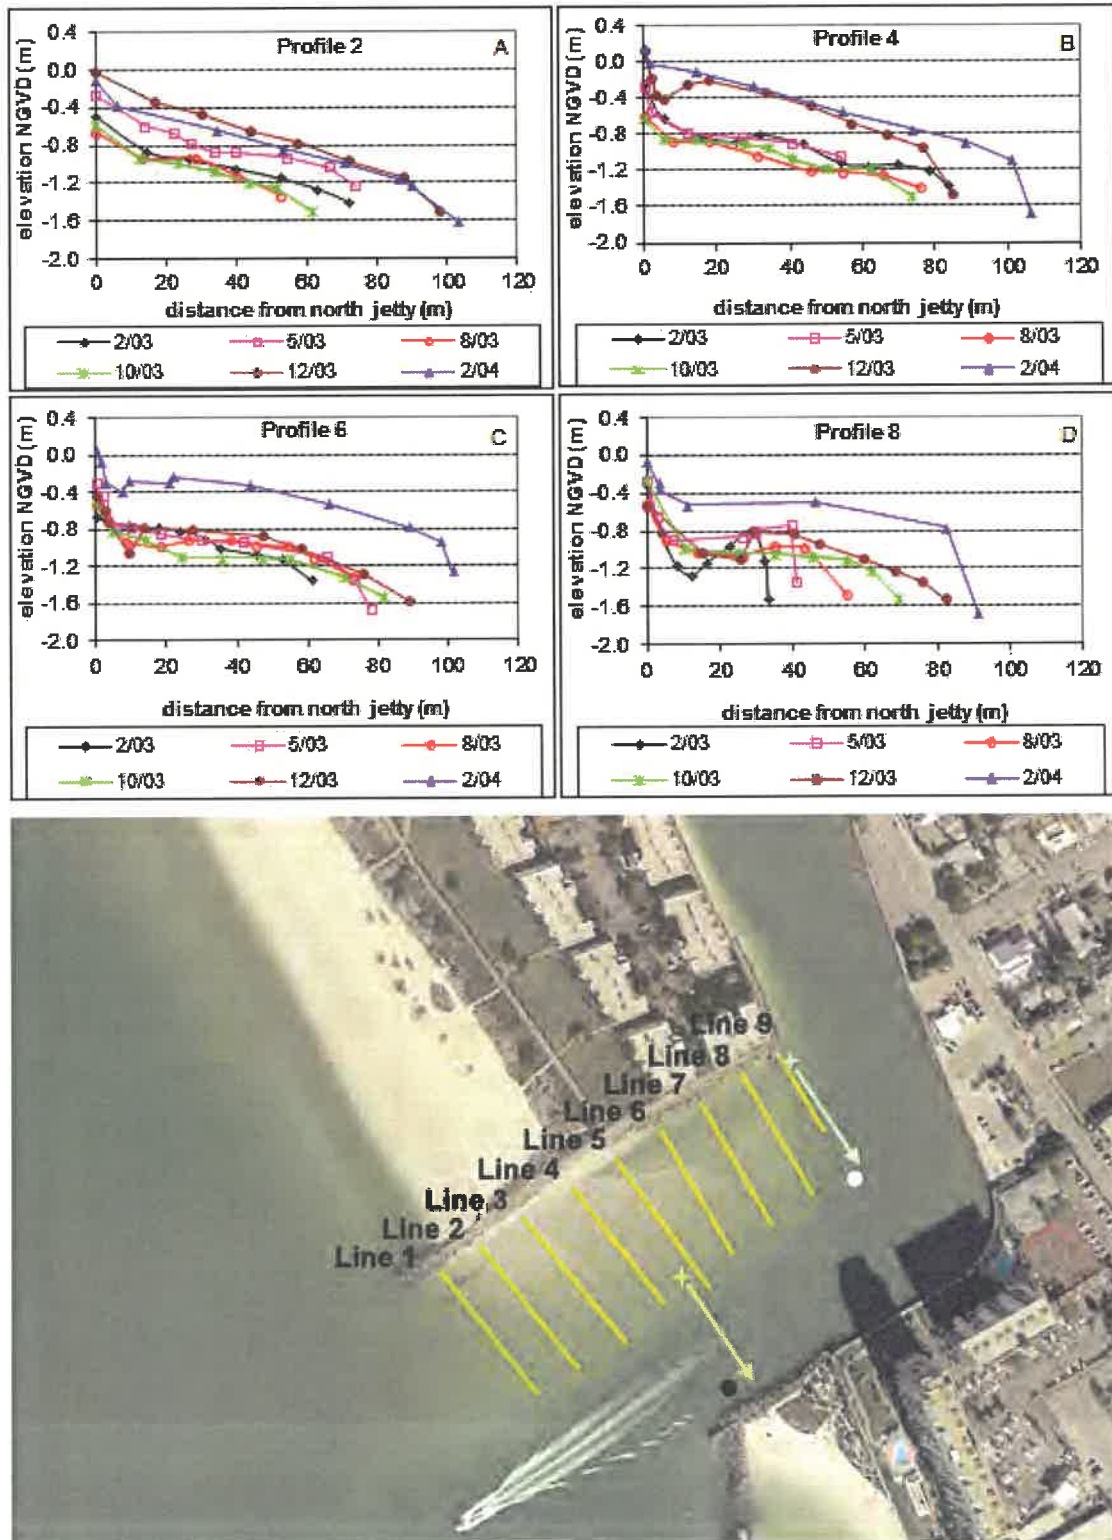 Profile 2
A
0.4
0.0
-0.4
-0.8
-1.2
-1.6
-2.0
elevation NGVD (m)
0 20 40 60 80 100 120
distance from north jetty (m)
2/03 5/03 8/03
10/03 12/03 2/04
Profile 4
B
0.4
0.0
-0.4
-0.8
-1.2
-1.6
-2.0
elevation NGVD (m)
0 20 40 60 80 100 120
distance from north jetty (m)
2/03 5/03 8/03
10/03 12/03 2/04
Profile 6
C
0.4
0.0
-0.4
-0.8
-1.2
-1.6
-2.0
elevation NGVD (m)
0 20 40 60 80 100 120
distance from north jetty (m)
2/03 5/03 8/03
10/03 12/03 2/04
Profile 8
D
0.4
0.0
-0.4
-0.8
-1.2
-1.6
-2.0
elevation NGVD (m)
0 20 40 60 80 100 120
distance from north jetty (m)
2/03 5/03 8/03
10/03 12/03 2/04
Line 9
Line 8
Line 7
Line 6
Line 5
Line 4
Line 3
Line 2
Line 1